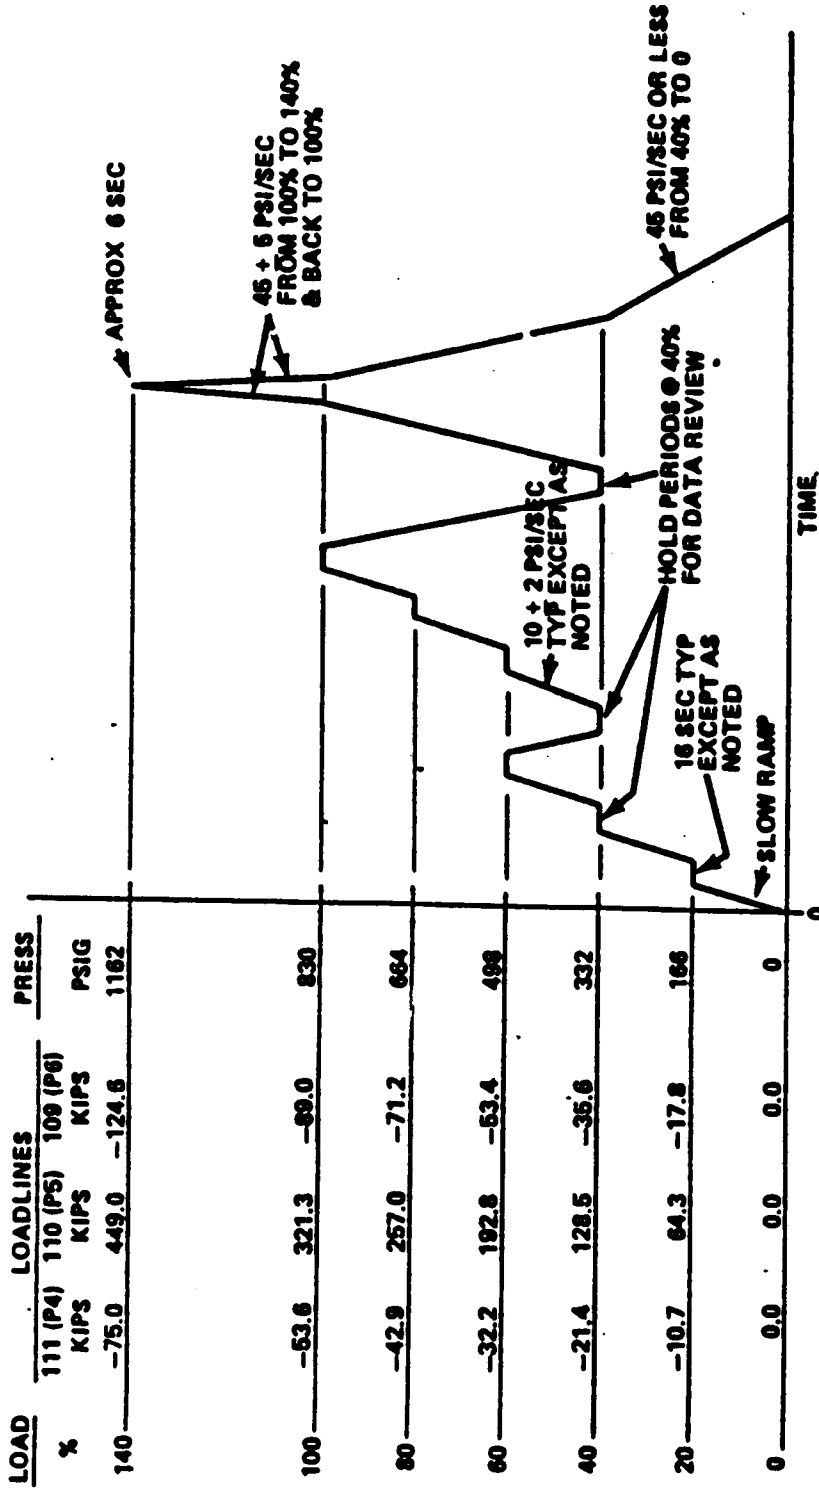 LOAD
%
140
100
80
60
40
20
0
LOADLINES
111 (P4)
KIPS
-75.0
-53.6
-42.9
-32.2
-21.4
-10.7
0.0
110 (P5)
KIPS
449.0
321.3
257.0
192.8
128.5
64.3
0.0
109 (P6)
KIPS
-124.6
-89.0
-71.2
-53.4
-35.6
-17.8
0.0
PRESS
PSIG
1162
830
664
498
332
166
0
APPROX 6 SEC
45 + 5 PSI/SEC
FROM 100% TO 140%
& BACK TO 100%
45 PSI/SEC OR LESS
FROM 40% TO 0
10 + 2 PSI/SEC
TYP EXCEPT AS
NOTED
HOLD PERIODS @ 40%
FOR DATA REVIEW
16 SEC TYP
EXCEPT AS
NOTED
SLOW RAMP
0
TIME